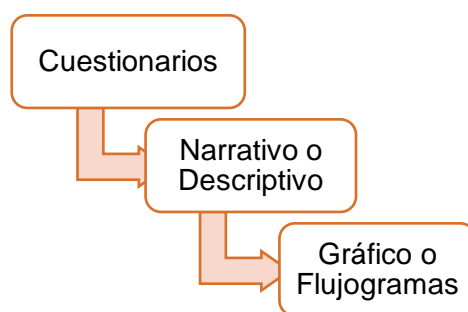 Cuestionarios
Narrativo o
Descriptivo
Gráfico o
Flujogramas